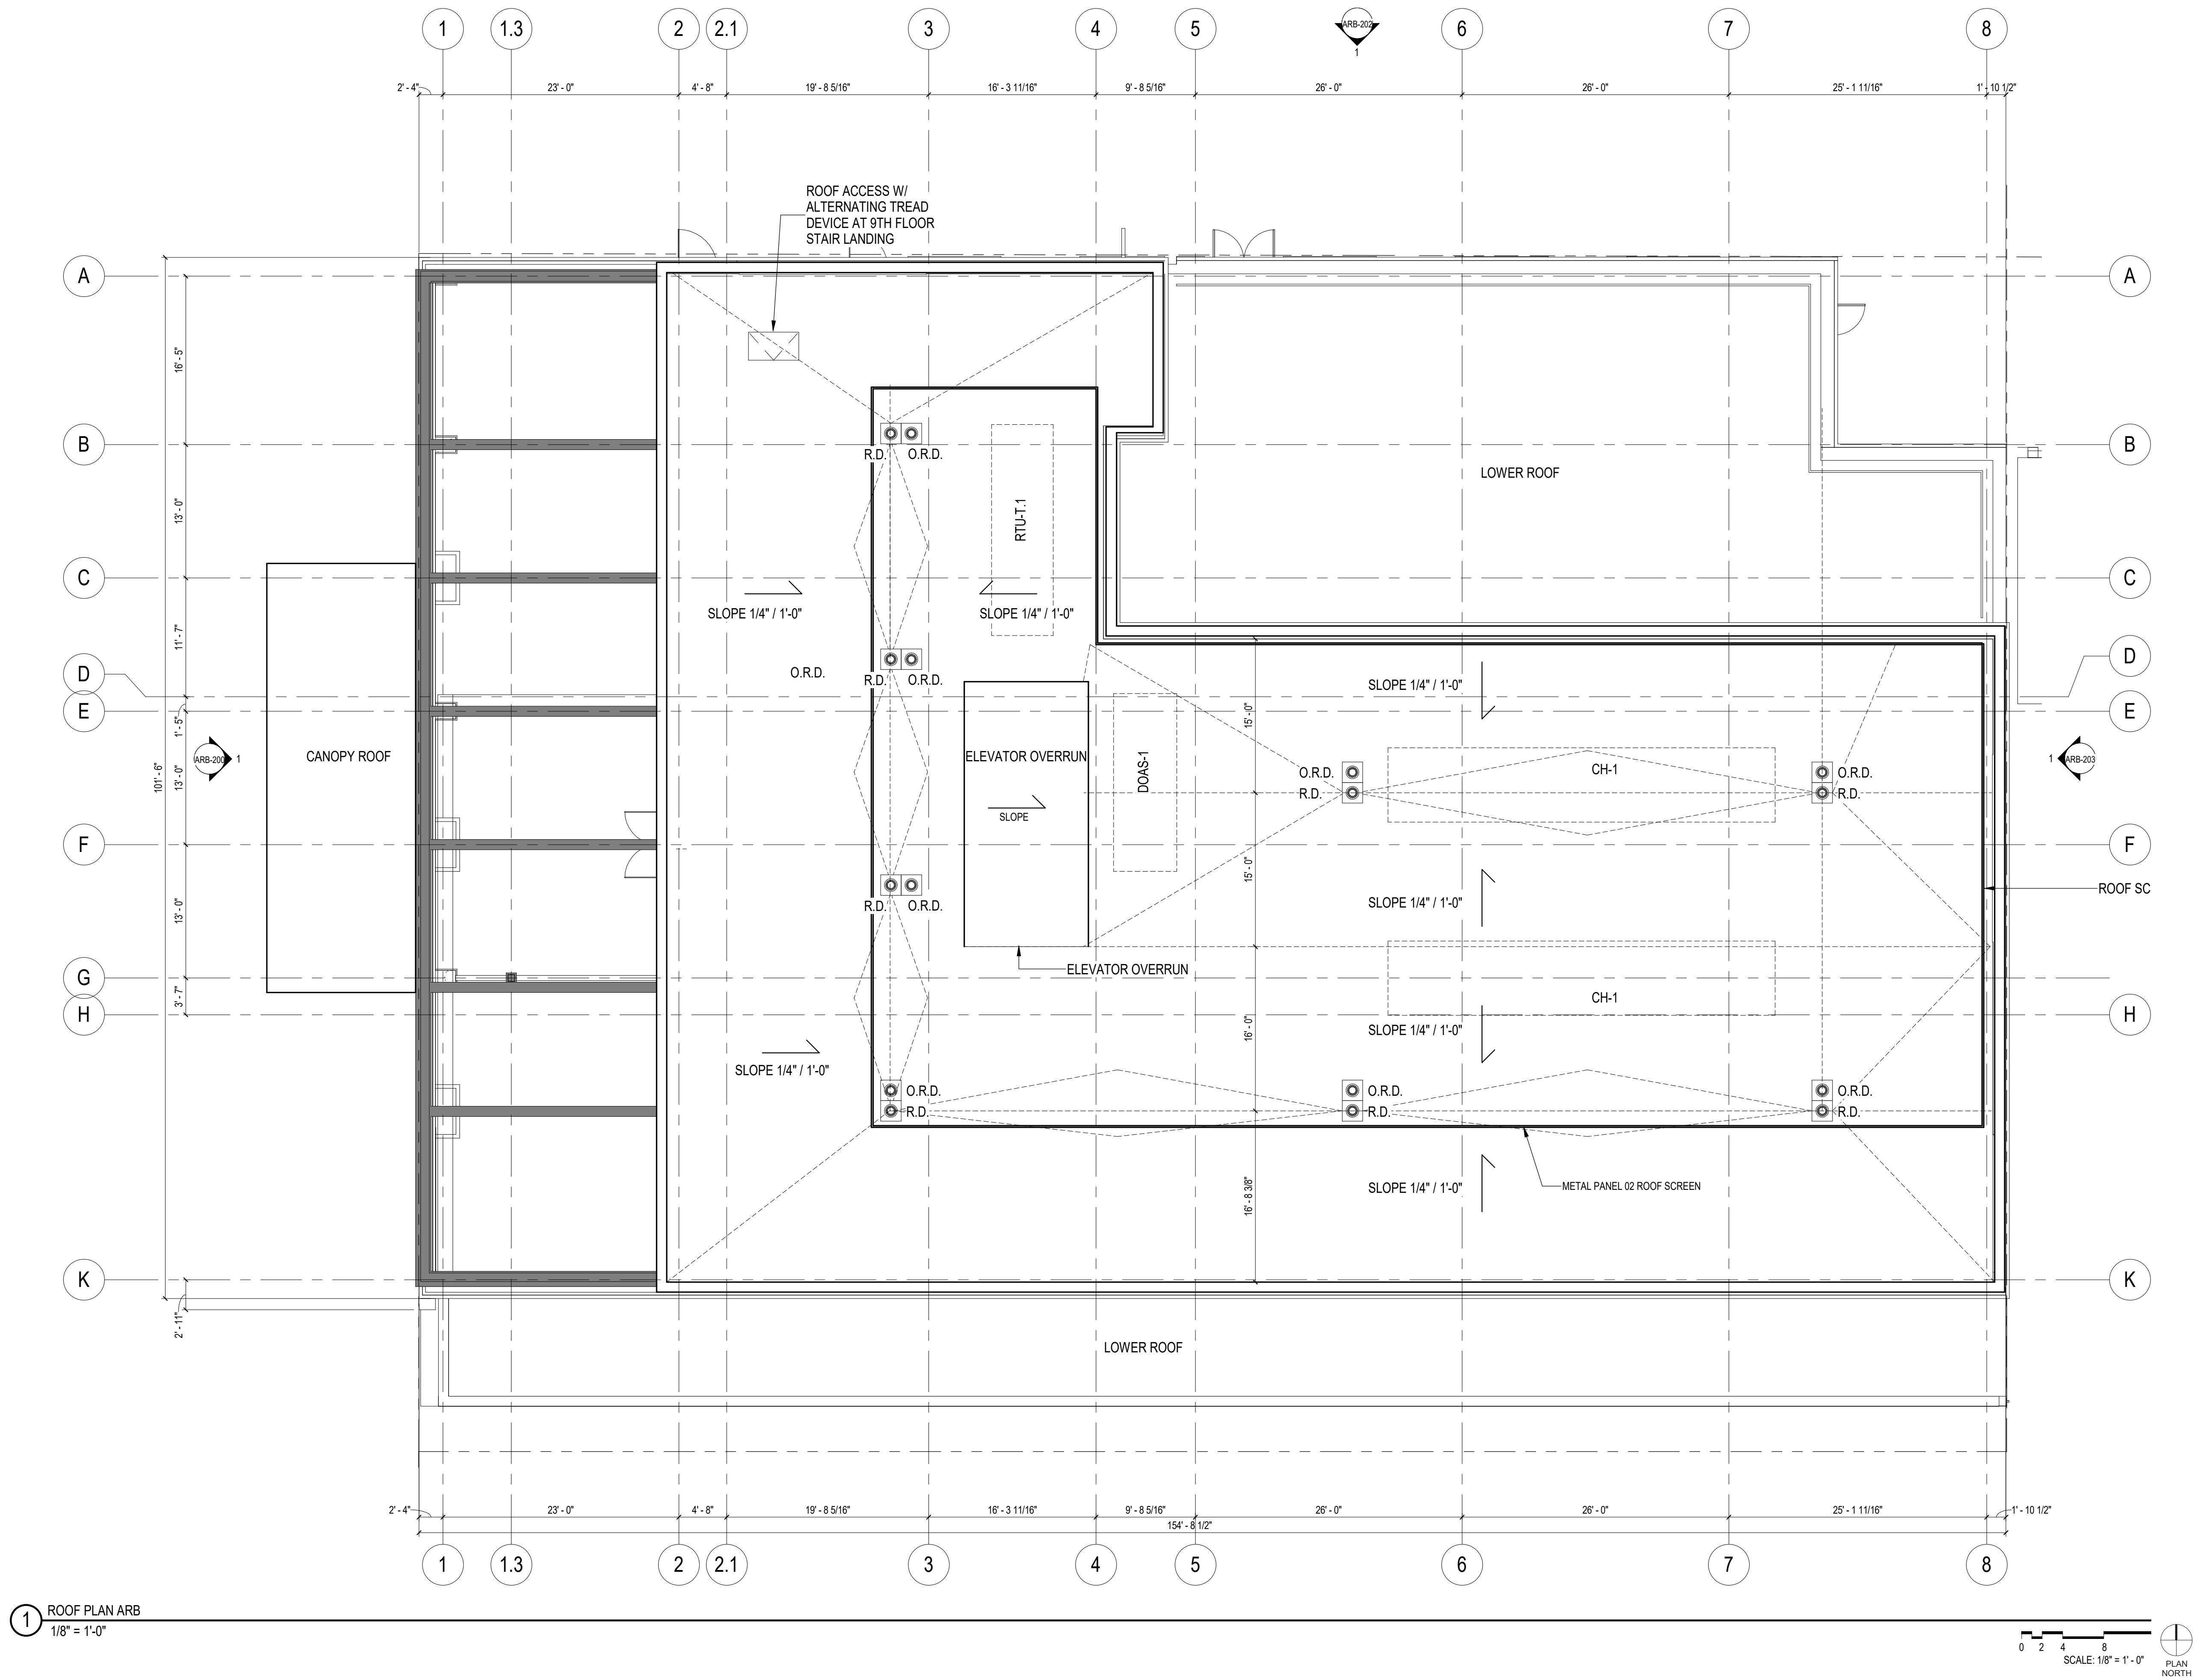 1
1.3
2
2.1
3
4
5
ARB-202
1
6
7
8
2' - 4"
23' - 0"
4' - 8"
19' - 8 5/16"
16' - 3 11/16"
9' - 8 5/16"
26' - 0"
26' - 0"
25' - 1 11/16"
1' - 10 1/2"
ROOF ACCESS W/
ALTERNATING TREAD
DEVICE AT 9TH FLOOR
STAIR LANDING
A
A
16' - 5"
B
B
R.D.
O.R.D.
LOWER ROOF
RTU-T.1
13' - 0"
C
C
SLOPE 1/4" / 1'-0"
SLOPE 1/4" / 1'-0"
11' - 7"
D
D
O.R.D.
R.D.
O.R.D.
SLOPE 1/4" / 1'-0"
E
E
1' - 5"
15' - 0"
ARB-200
1
CANOPY ROOF
ELEVATOR OVERRUN
DOAS-1
1
ARB-203
101' - 6"
13' - 0"
O.R.D.
R.D.
CH-1
O.R.D.
R.D.
SLOPE
F
F
15' - 0"
ROOF SC
13' - 0"
R.D.
O.R.D.
SLOPE 1/4" / 1'-0"
ELEVATOR OVERRUN
G
3' - 7"
CH-1
H
H
16' - 0"
SLOPE 1/4" / 1'-0"
SLOPE 1/4" / 1'-0"
O.R.D.
R.D.
O.R.D.
R.D.
O.R.D.
R.D.
16' - 8 3/8"
SLOPE 1/4" / 1'-0"
METAL PANEL 02 ROOF SCREEN
K
K
2' - 11"
LOWER ROOF
2' - 4"
23' - 0"
4' - 8"
19' - 8 5/16"
16' - 3 11/16"
9' - 8 5/16"
26' - 0"
26' - 0"
25' - 1 11/16"
1' - 10 1/2"
154' - 8 1/2"
1
1.3
2
2.1
3
4
5
6
7
8
1
ROOF PLAN ARB
1/8" = 1'-0"
0
2
4
8
SCALE: 1/8" = 1' - 0"
PLAN
NORTH